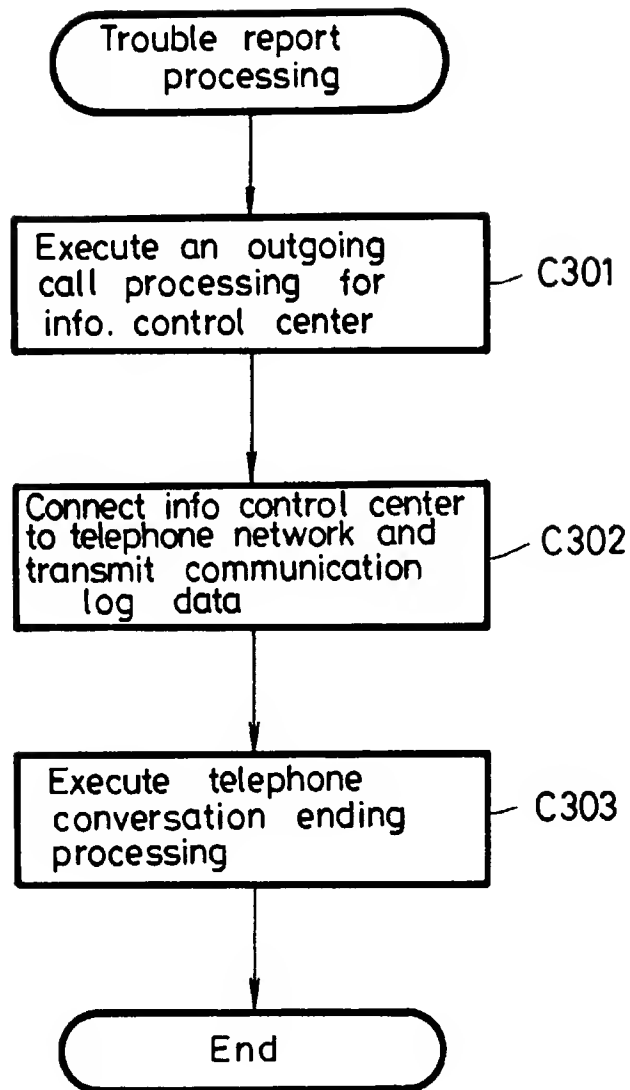 Trouble report
processing
Execute an outgoing
call processing for
info. control center
C301
Connect info control center
to telephone network and
transmit communication
log data
C302
Execute telephone
conversation ending
processing
C303
End